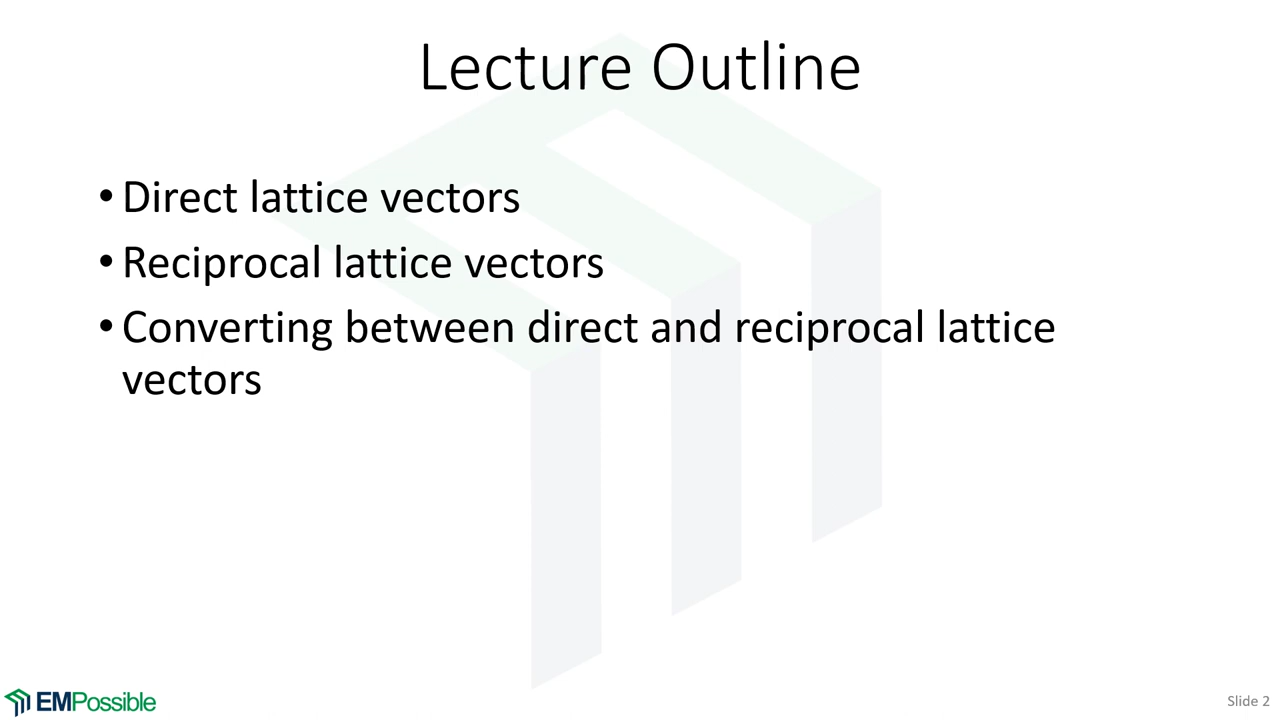 Lecture Outline
• Direct lattice vectors
• Reciprocal lattice vectors
• Converting between direct and reciprocal lattice
vectors
EMPossible
Slide 2